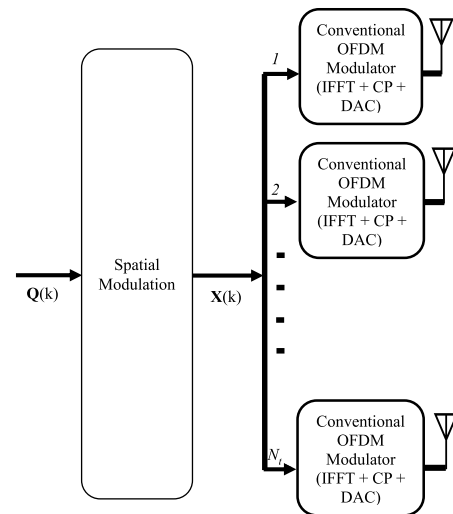 Conventional
OFDM
Modulator
(IFFT + CP +
DAC)
1
Conventional
OFDM
Modulator
(IFFT + CP +
DAC)
2
Spatial
Modulation
Q(k)
X(k)
Conventional
OFDM
Modulator
(IFFT + CP +
DAC)
Nt